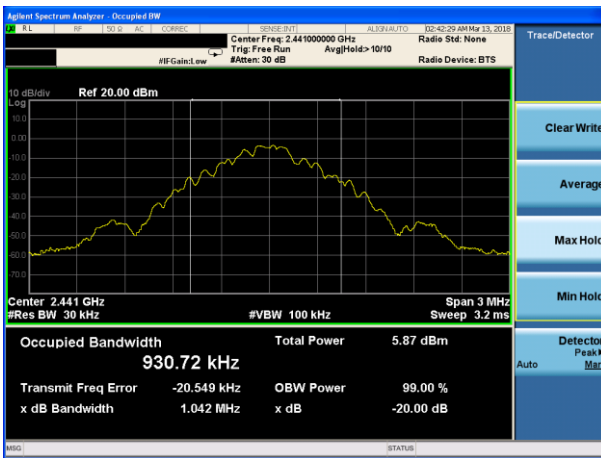 Agilent Spectrum Analyzer - Occupied BW
RL RF 50 Ω AC CORREC SENSE:INT ALIGNAUTO 02:42:29 AM Mar 13, 2018
Center Freq: 2.441000000 GHz Radio Std: None
Trig: Free Run Avg|Hold:> 10/10
#IFGain:Low #Atten: 30 dB Radio Device: BTS
Trace/Detector
10 dB/div Ref 20.00 dBm
Log
10.0
0.00
-10.0
-20.0
-30.0
-40.0
-50.0
-60.0
-70.0
Clear Write
Average
Max Hold
Min Hold
Center 2.441 GHz Span 3 MHz
#Res BW 30 kHz #VBW 100 kHz Sweep 3.2 ms
Occupied Bandwidth Total Power 5.87 dBm
930.72 kHz
Transmit Freq Error -20.549 kHz OBW Power 99.00 %
x dB Bandwidth 1.042 MHz x dB -20.00 dB
Detector
Peak
Auto Man
MSG STATUS